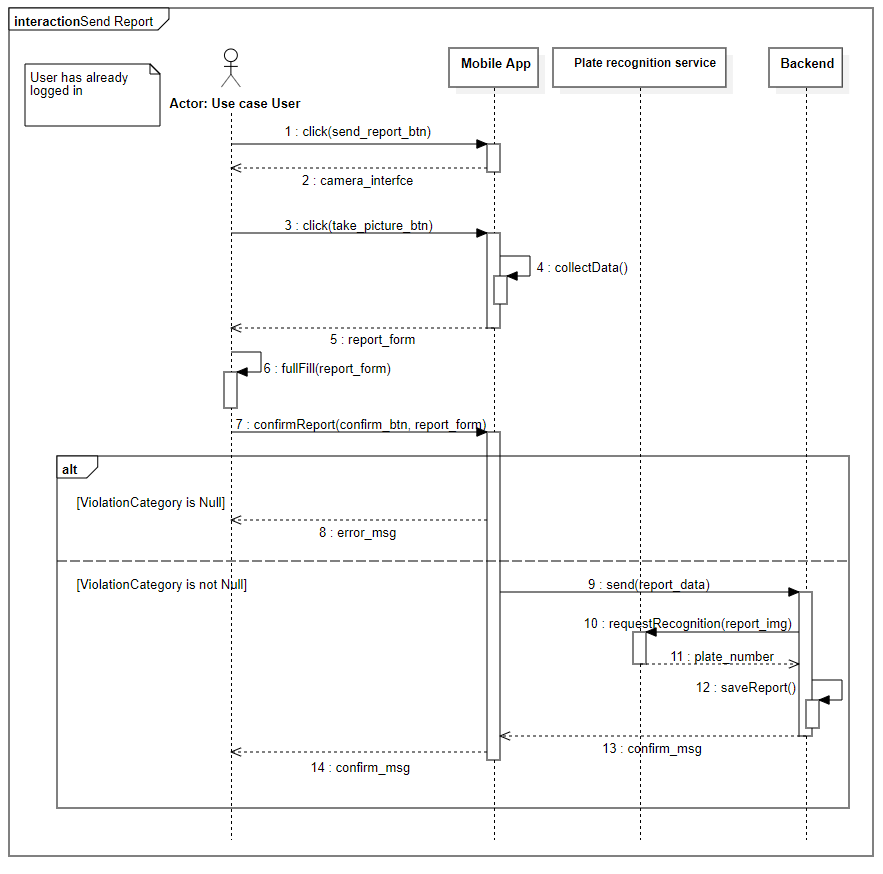 interactionSend Report
User has already
logged in
Actor: Use case User
Mobile App
Plate recognition service
Backend
1 : click(send_report_btn)
2 : camera_interfce
3 : click(take_picture_btn)
4 : collectData()
5 : report_form
6 : fullFill(report_form)
7 : confirmReport(confirm_btn, report_form)
alt
[ViolationCategory is Null]
8 : error_msg
[ViolationCategory is not Null]
9 : send(report_data)
10 : requestRecognition(report_img)
11 : plate_number
12 : saveReport()
13 : confirm_msg
14 : confirm_msg